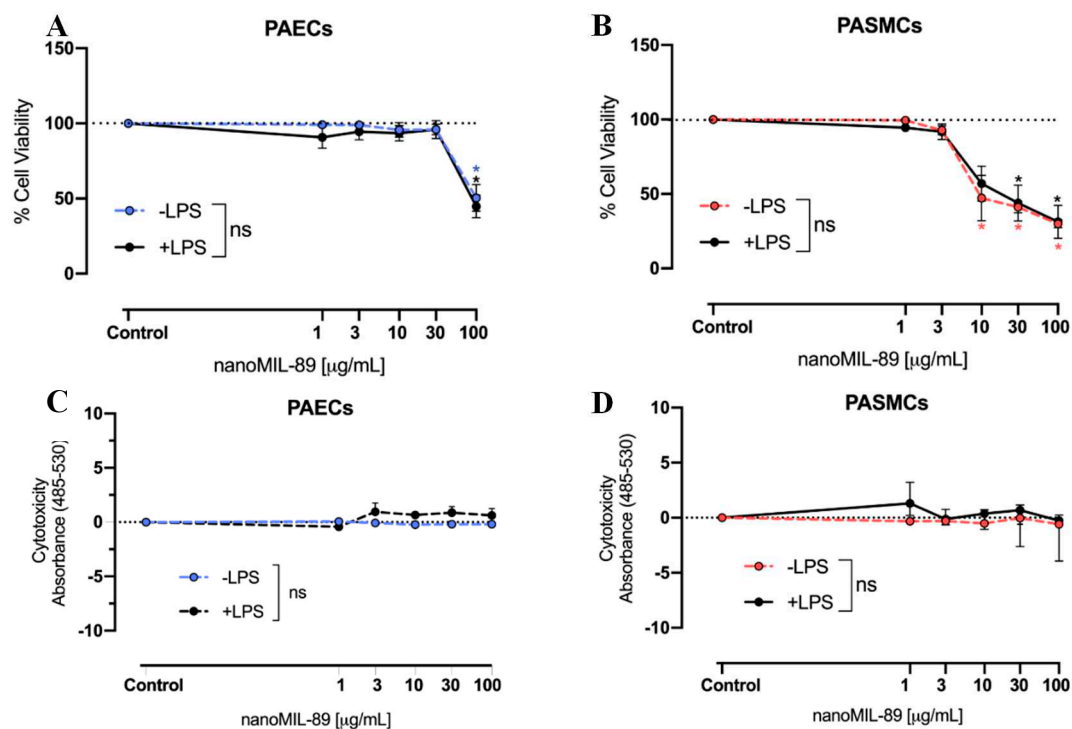 A
PAECs
150
100
50
0
% Cell Viability
*
*
-LPS
+LPS
ns
Control
1
3
10
30
100
nanoMIL-89 [µg/mL]
B
PASMCs
150
100
50
0
% Cell Viability
*
*
*
*
*
-LPS
+LPS
ns
Control
1
3
10
30
100
nanoMIL-89 [µg/mL]
C
PAECs
10
5
0
-5
-10
Cytotoxicity
Absorbance (485-530)
-LPS
+LPS
ns
Control
1
3
10
30
100
nanoMIL-89 [µg/mL]
D
PASMCs
10
5
0
-5
-10
Cytotoxicity
Absorbance (485-530)
-LPS
+LPS
ns
Control
1
3
10
30
100
nanoMIL-89 [µg/mL]